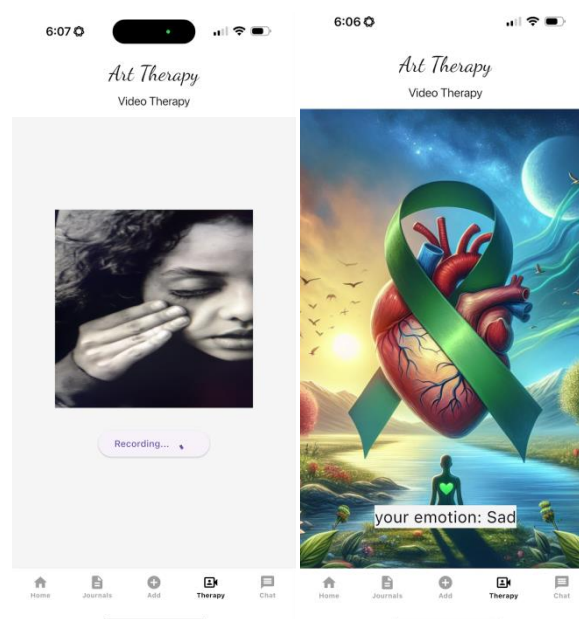 6:07
Art Therapy
Video Therapy
Recording...
Home Journals Add Therapy Chat
6:06
Art Therapy
Video Therapy
your emotion: Sad
Home Journals Add Therapy Chat